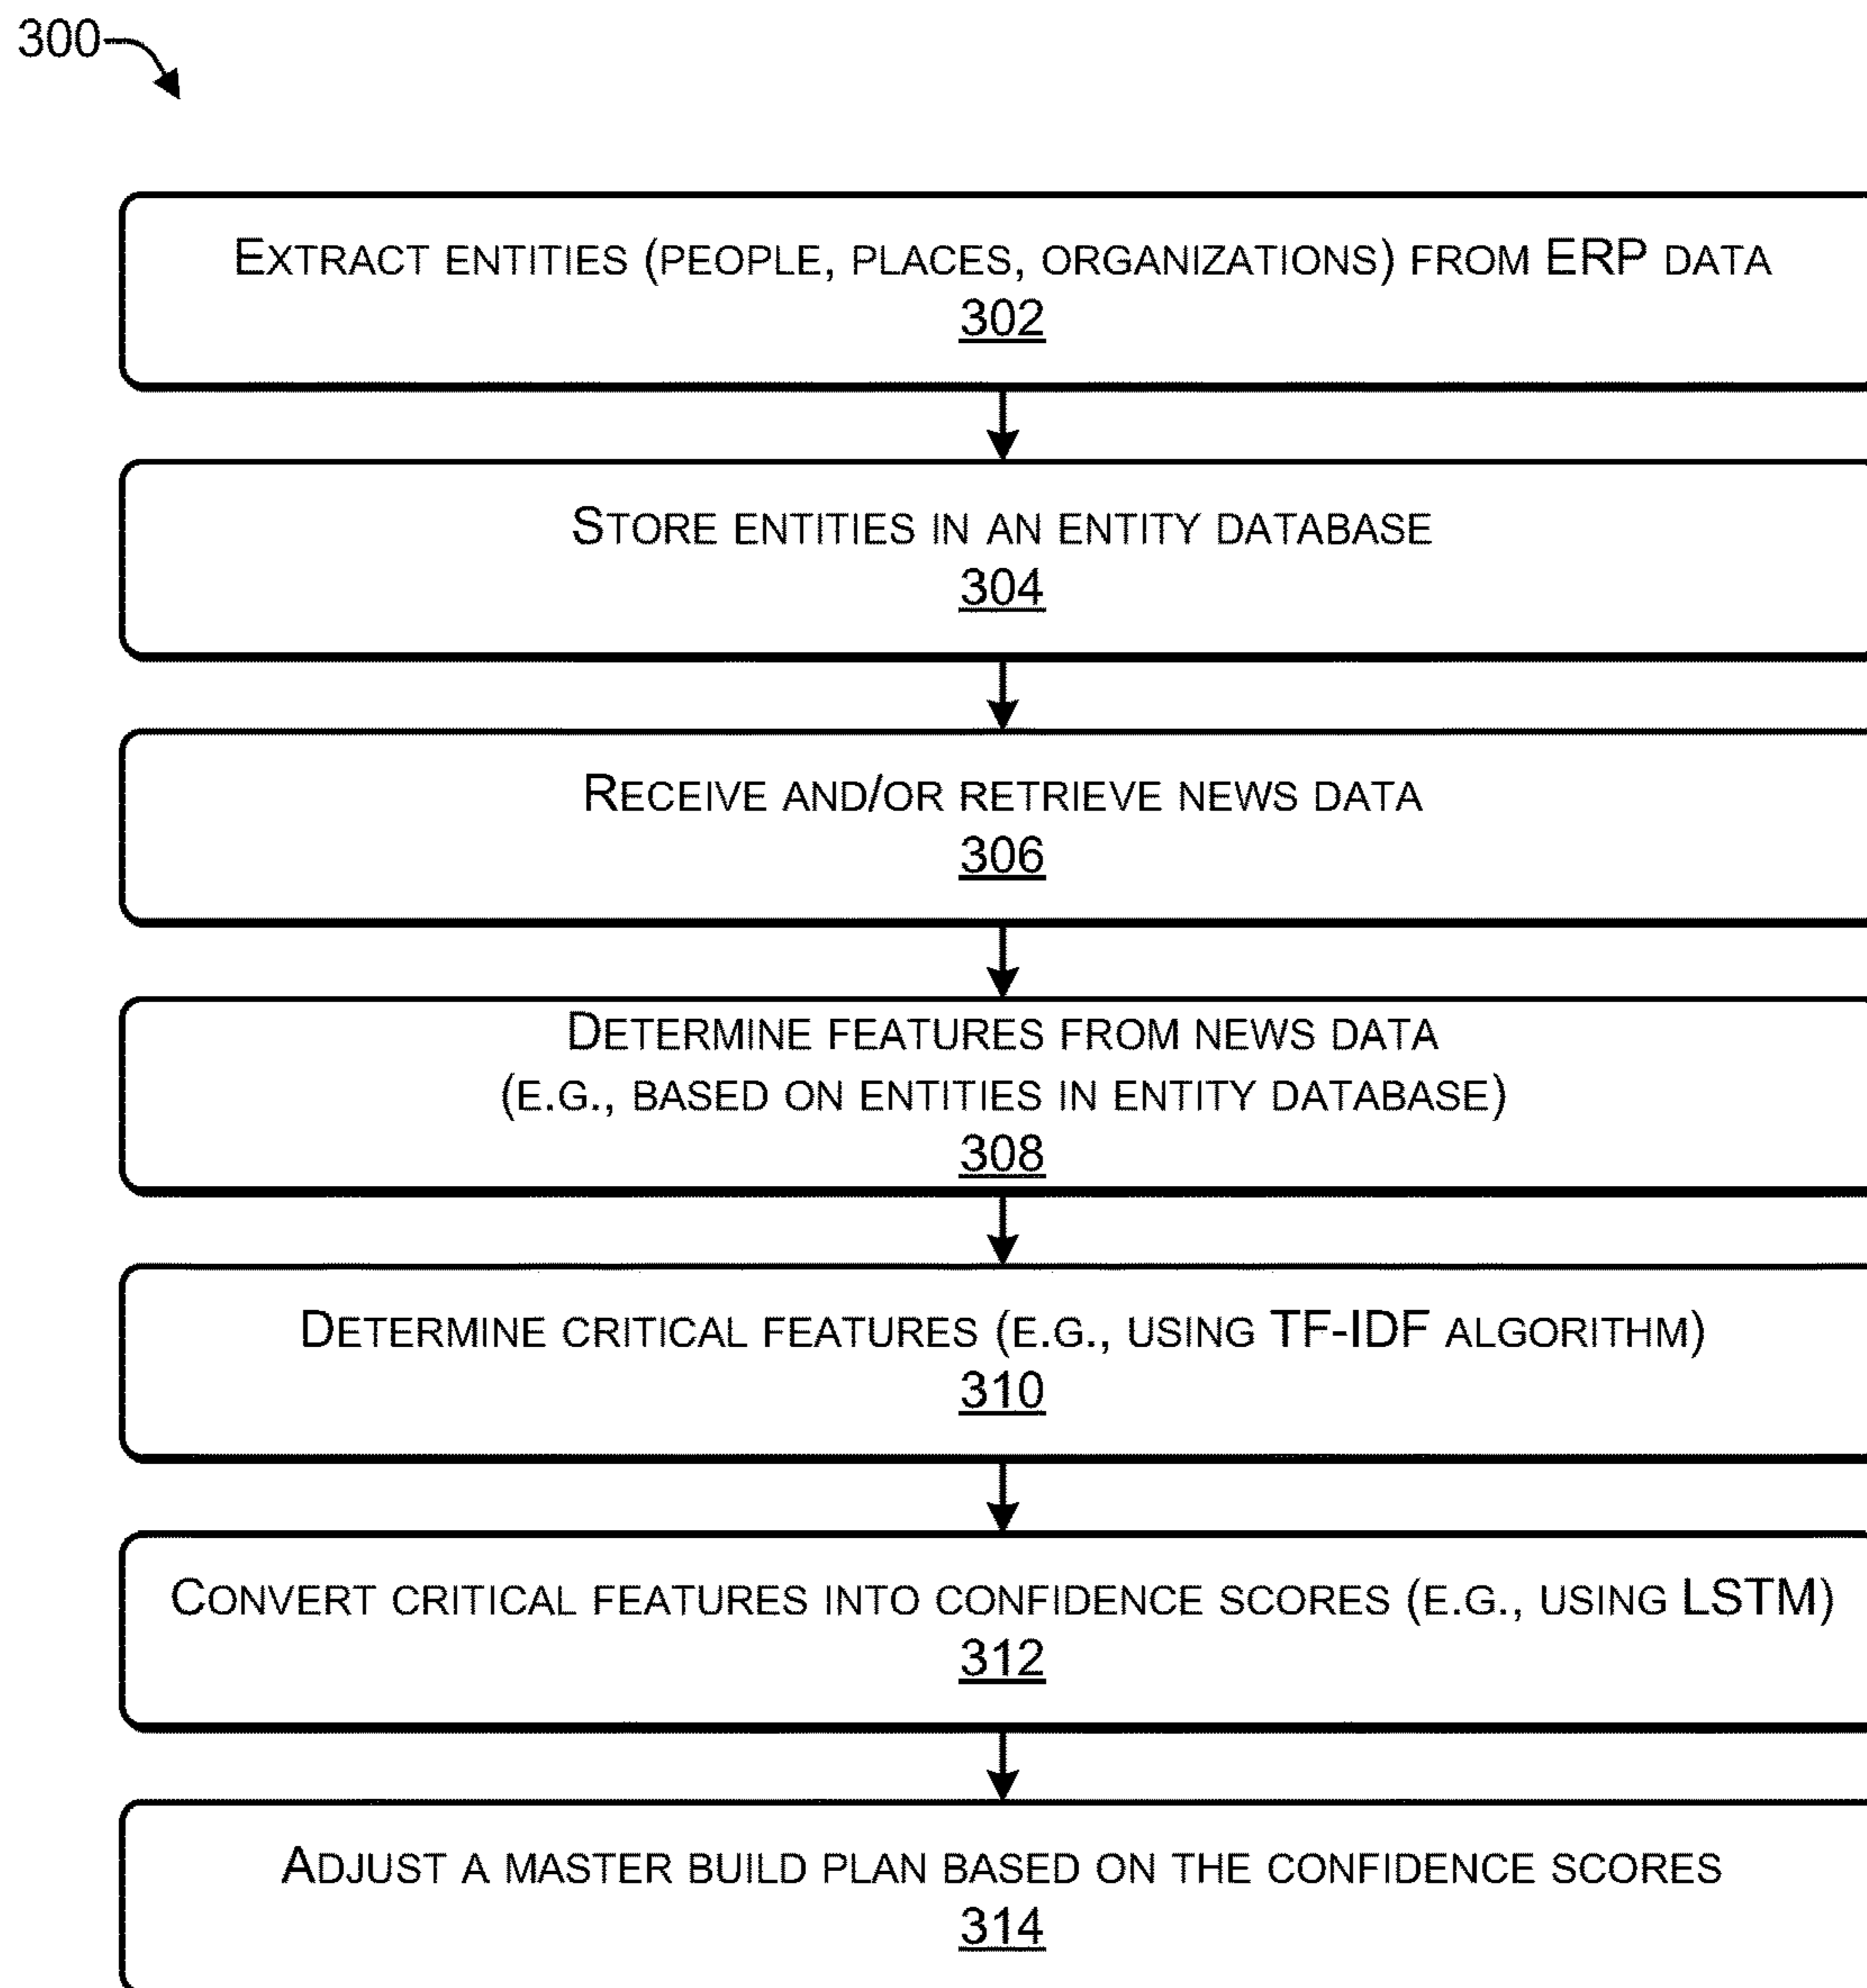 300
EXTRACT ENTITIES (PEOPLE, PLACES, ORGANIZATIONS) FROM ERP DATA
302
STORE ENTITIES IN AN ENTITY DATABASE
304
RECEIVE AND/OR RETRIEVE NEWS DATA
306
DETERMINE FEATURES FROM NEWS DATA
(E.G., BASED ON ENTITIES IN ENTITY DATABASE)
308
DETERMINE CRITICAL FEATURES (E.G., USING TF-IDF ALGORITHM)
310
CONVERT CRITICAL FEATURES INTO CONFIDENCE SCORES (E.G., USING LSTM)
312
ADJUST A MASTER BUILD PLAN BASED ON THE CONFIDENCE SCORES
314